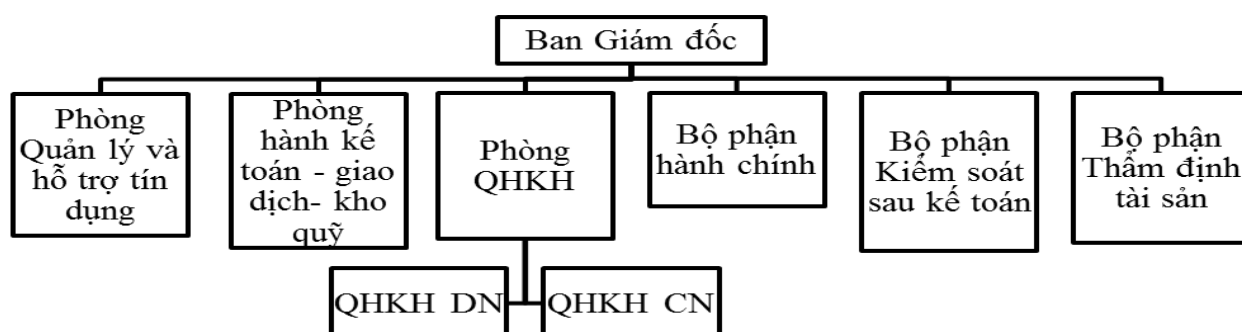 Ban Giám đốc
Phòng
Quản lý và
hỗ trợ tín
dụng
Phòng
hành kế
toán - giao
dịch- kho
quỹ
Phòng
QHKH
Bộ phận
hành chính
Bộ phận
Kiểm soát
sau kế toán
Bộ phận
Thẩm định
tài sản
QHKH DN
QHKH CN